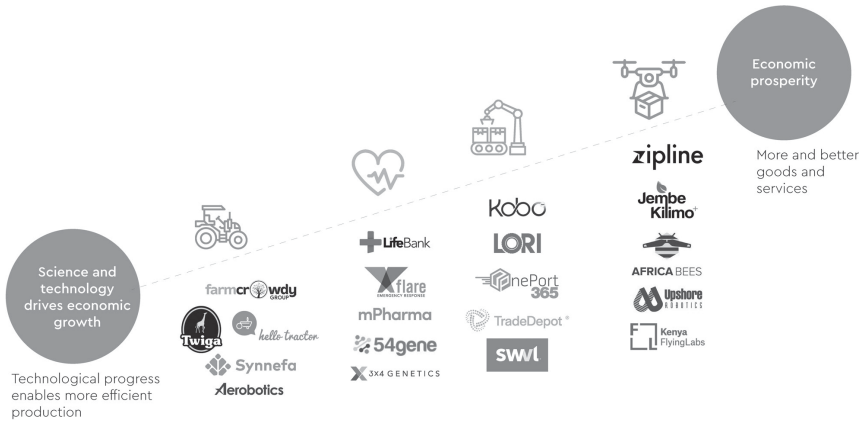 Science and
technology
drives economic
growth
Technological progress
enables more efficient
production
farmcrowdy
GROUP
Twiga
hello tractor
Synnefa
Aerobotics
LifeBank
flare
EMERGENCY RESPONSE
mPharma
54gene
3X4 GENETICS
Kobo
LORI
OnePort
365
TradeDepot®
swvl
zipline
Jembe
Kilimo+
AFRICA BEES
Upshore
ROBOTICS
F L
Kenya
FlyingLabs
Economic
prosperity
More and better
goods and
services